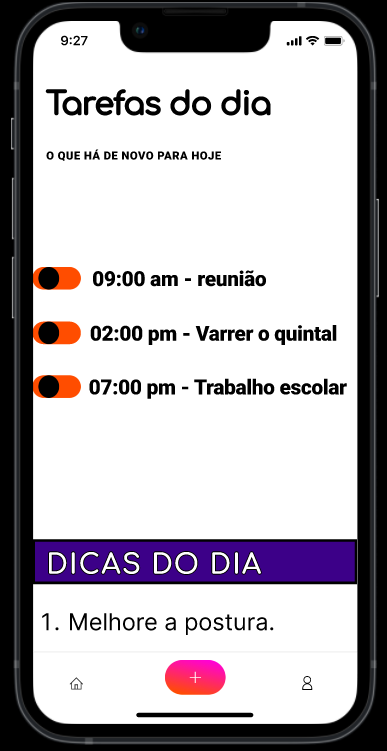 9:27
Tarefas do dia
O QUE HÁ DE NOVO PARA HOJE
09:00 am - reunião
02:00 pm - Varrer o quintal
07:00 pm - Trabalho escolar
DICAS DO DIA
1. Melhore a postura.